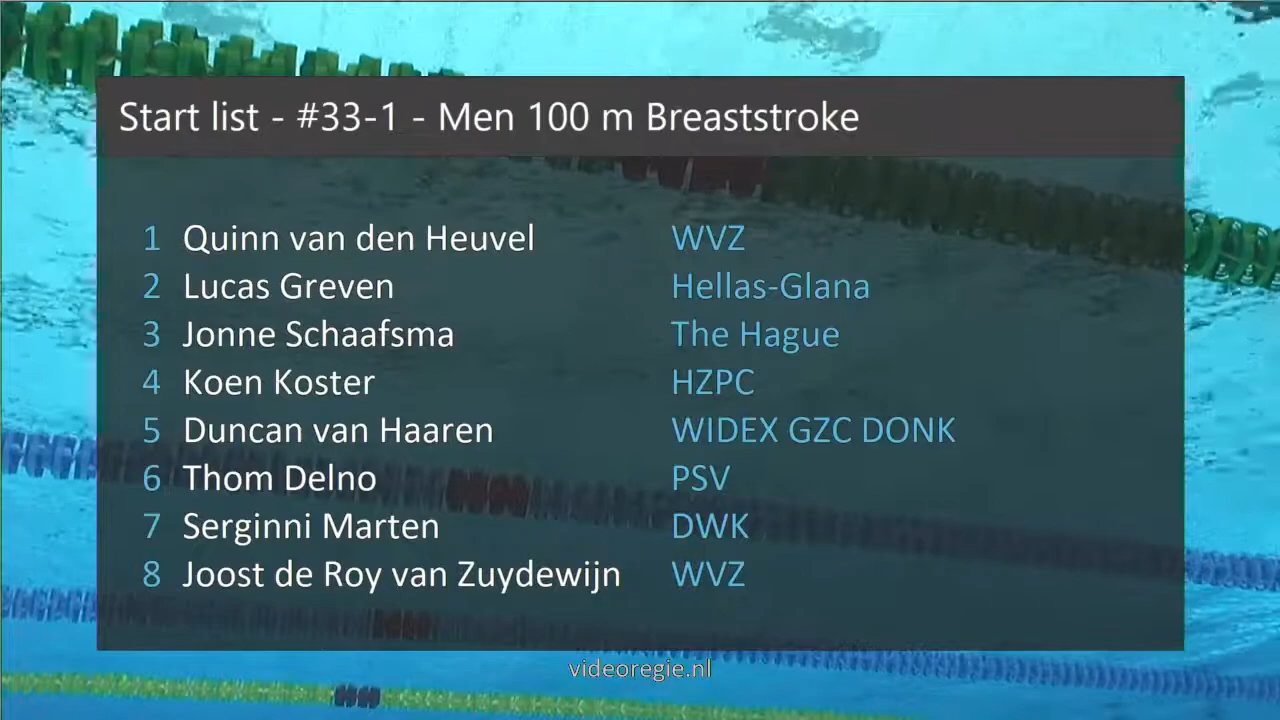 Start list - #33-1 - Men 100 m Breaststroke
1 Quinn van den Heuvel WVZ
2 Lucas Greven Hellas-Glana
3 Jonne Schaafsma The Hague
4 Koen Koster HZPC
5 Duncan van Haaren WIDEX GZC DONK
6 Thom Delno PSV
7 Serginni Marten DWK
8 Joost de Roy van Zuydewijn WVZ
videoregie.nl